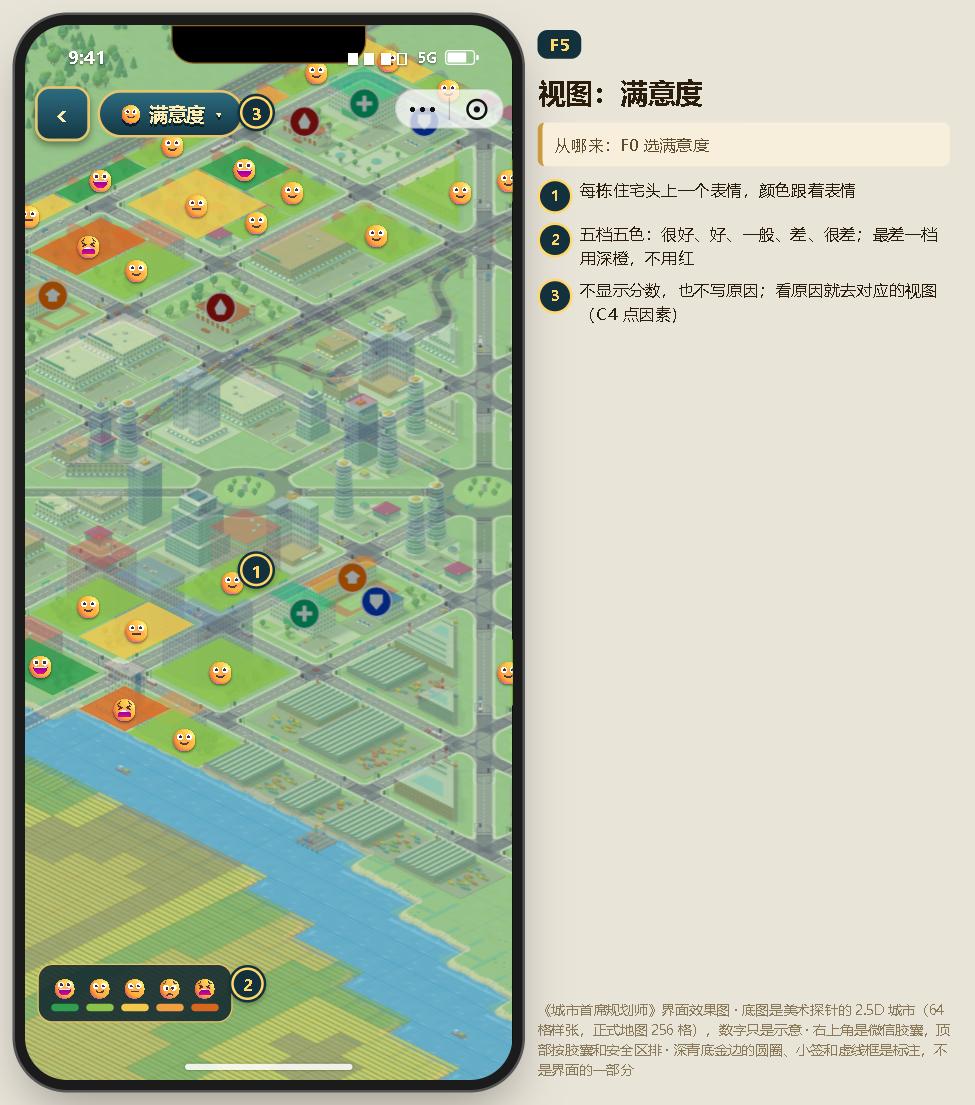 9:41
5G
满意度
3
1
2
F5
视图：满意度
从哪来：F0 选满意度
1 每栋住宅头上一个表情，颜色跟着表情
2 五档五色：很好、好、一般、差、很差；最差一档
用深橙，不用红
3 不显示分数，也不写原因；看原因就去对应的视图
（C4 点因素）
《城市首席规划师》界面效果图 · 底图是美术探针的 2.5D 城市（64
格样张，正式地图 256 格），数字只是示意 · 右上角是微信胶囊，顶
部按胶囊和安全区排 · 深青底金边的圆圈、小签和虚线框是标注，不
是界面的一部分